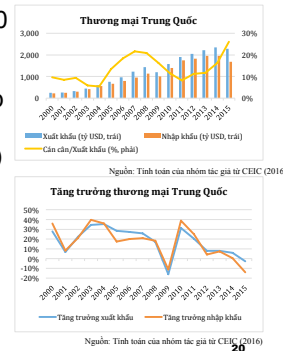 0
Thương mại Trung Quốc
3,000 30%
2,000 20%
1,000 10%
0 0%
2000 2001 2002 2003 2004 2005 2006 2007 2008 2009 2010 2011 2012 2013 2014 2015
Xuất khẩu (tỷ USD, trái) Nhập khẩu (tỷ USD, trái)
Cán cân/Xuất khẩu (%, phải)
Nguồn: Tính toán của nhóm tác giả từ CEIC (2016
)
Tăng trưởng thương mại Trung Quốc
50%
40%
30%
20%
10%
0%
-10%
-20%
2000 2001 2002 2003 2004 2005 2006 2007 2008 2009 2010 2011 2012 2013 2014 2015
Tăng trưởng xuất khẩu Tăng trưởng nhập khẩu
Nguồn: Tính toán của nhóm tác giả từ CEIC (2016)
20